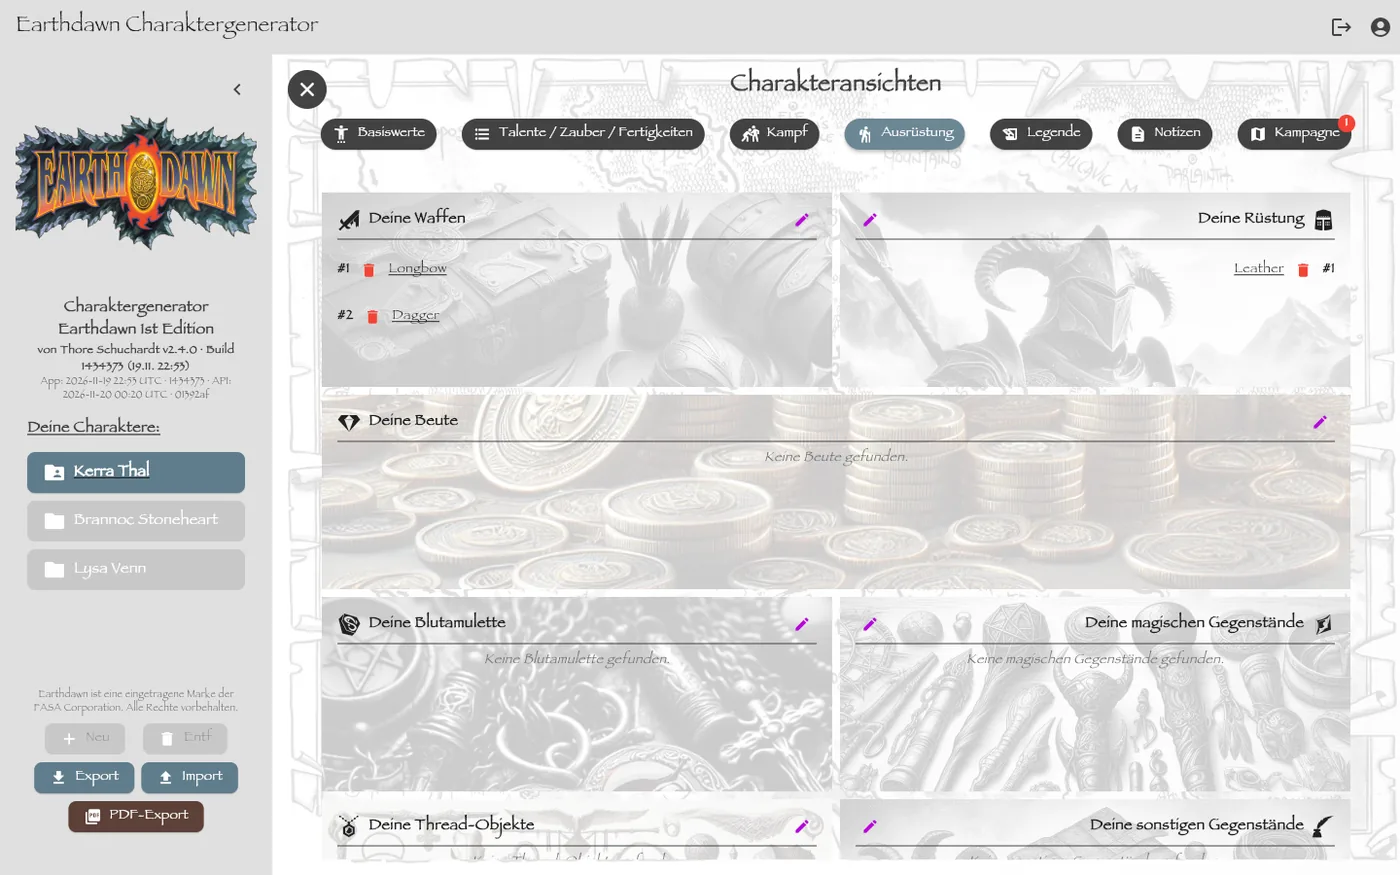 Earthdawn Charaktergenerator
EARTHDAWN
Charaktergenerator
Earthdawn 1st Edition
von Thore Schuchardt v2.4.0 · Build
1434373 (19.11. 22:53)
App: 2026-11-19 22:53 UTC · 1434373 · API:
2026-11-20 00:20 UTC · 01392af
Deine Charaktere:
Kerra Thal
Brannoc Stoneheart
Lysa Venn
Earthdawn ist eine eingetragene Marke der
FASA Corporation. Alle Rechte vorbehalten.
Neu
Entf
Export
Import
PDF-Export
Charakteransichten
Basiswerte
Talente / Zauber / Fertigkeiten
Kampf
Ausrüstung
Legende
Notizen
Kampagne
1
Deine Waffen
#1 Longbow
#2 Dagger
Deine Rüstung
Leather #1
Deine Beute
Keine Beute gefunden.
Deine Blutamulette
Keine Blutamulette gefunden.
Deine magischen Gegenstände
Keine magischen Gegenstände gefunden.
Deine Thread-Objekte
Deine sonstigen Gegenstände